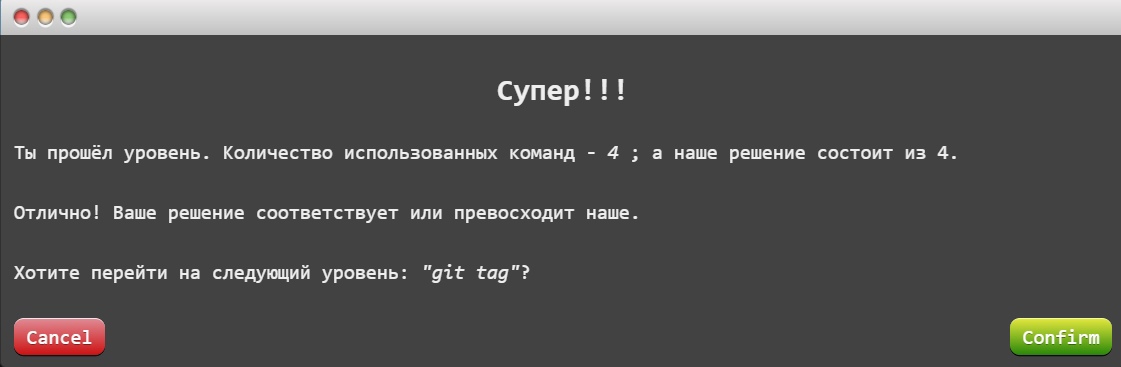 Супер!!!
Ты прошёл уровень. Количество использованных команд - 4 ; а наше решение состоит из 4.
Отлично! Ваше решение соответствует или превосходит наше.
Хотите перейти на следующий уровень: "git tag"?
Cancel
Confirm